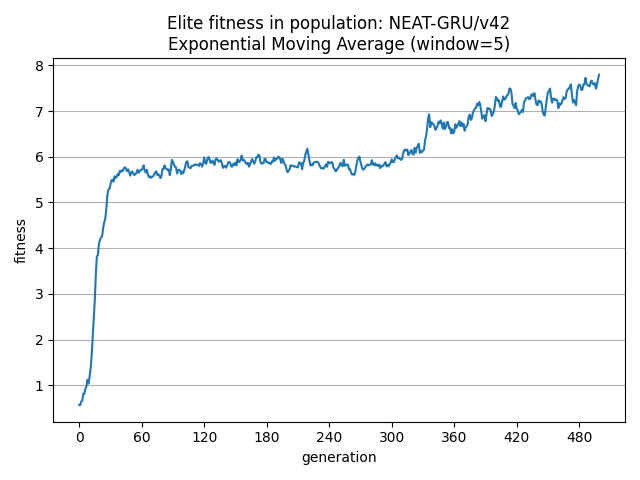 Elite fitness in population: NEAT-GRU/v42
Exponential Moving Average (window=5)
8
7
6
5
4
3
2
1
fitness
0 60 120 180 240 300 360 420 480
generation